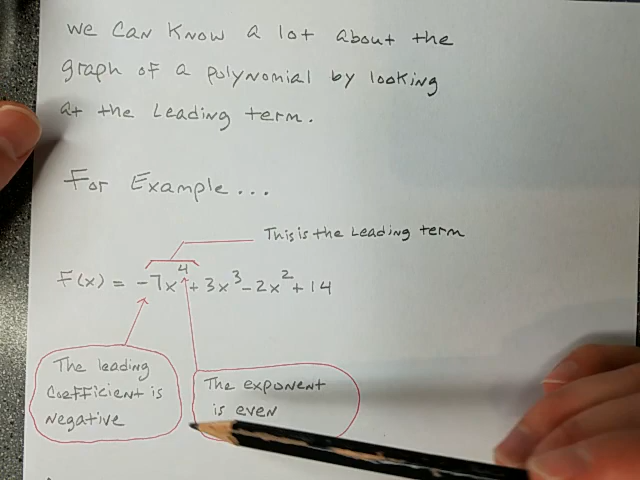 we can know a lot about the
graph of a polynomial by looking
at the Leading term.
For Example...
This is the Leading term
F(x) = -7x⁴+3x³-2x²+14
The leading
coefficient is
negative
The exponent
is even